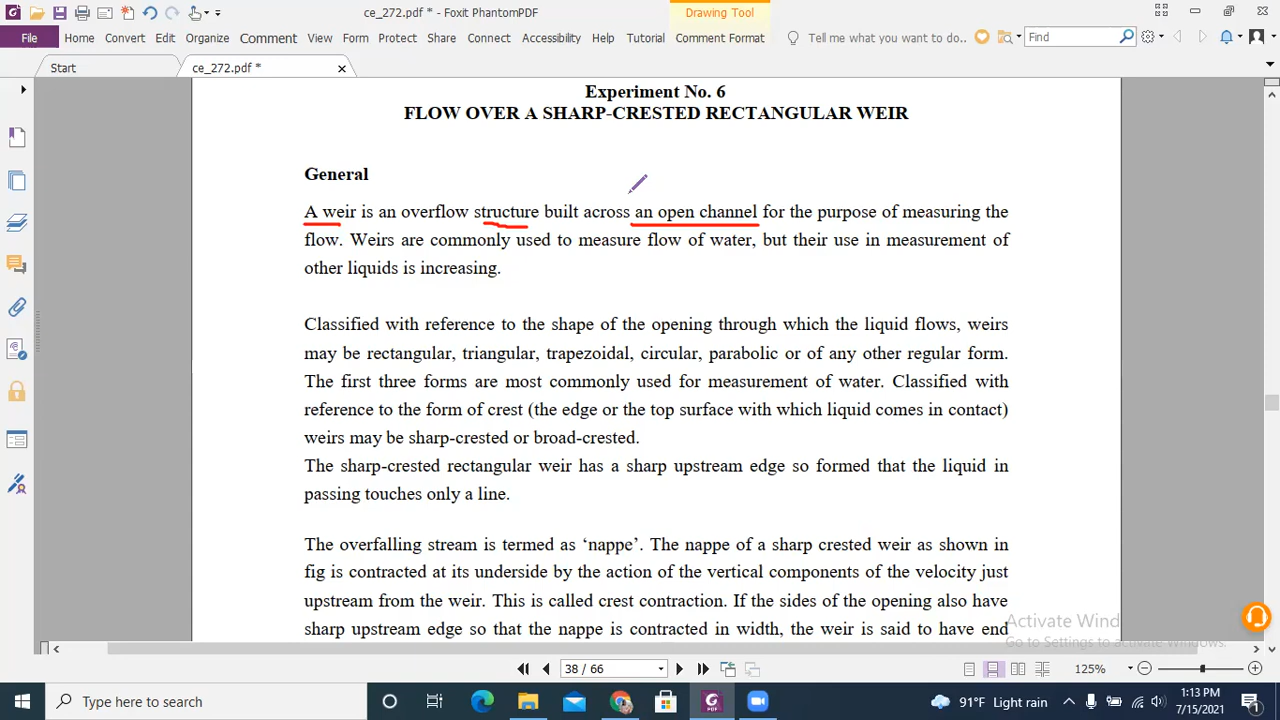 ce_272.pdf * - Foxit PhantomPDF
Drawing Tool
File Home Convert Edit Organize Comment View Form Protect Share Connect Accessibility Help Tutorial Comment Format Tell me what you want to do.. Find
Start ce_272.pdf *
Experiment No. 6
FLOW OVER A SHARP-CRESTED RECTANGULAR WEIR
General
A weir is an overflow structure built across an open channel for the purpose of measuring the
flow. Weirs are commonly used to measure flow of water, but their use in measurement of
other liquids is increasing.
Classified with reference to the shape of the opening through which the liquid flows, weirs
may be rectangular, triangular, trapezoidal, circular, parabolic or of any other regular form.
The first three forms are most commonly used for measurement of water. Classified with
reference to the form of crest (the edge or the top surface with which liquid comes in contact)
weirs may be sharp-crested or broad-crested.
The sharp-crested rectangular weir has a sharp upstream edge so formed that the liquid in
passing touches only a line.
The overfalling stream is termed as ‘nappe’. The nappe of a sharp crested weir as shown in
fig is contracted at its underside by the action of the vertical components of the velocity just
upstream from the weir. This is called crest contraction. If the sides of the opening also have
sharp upstream edge so that the nappe is contracted in width, the weir is said to have end
Activate Wind
Go to Settings to activate Windows.
38 / 66 125%
Type here to search 91°F Light rain 1:13 PM
7/15/2021 1